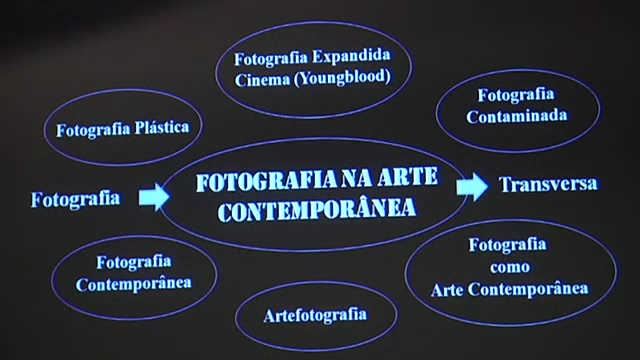 Fotografia Expandida
Cinema (Youngblood)
Fotografia
Contaminada
Fotografia Plástica
FOTOGRAFIA NA ARTE
CONTEMPORÂNEA
Fotografia
Transversa
Fotografia
Contemporânea
Fotografia
como
Arte Contemporânea
Artefotografia